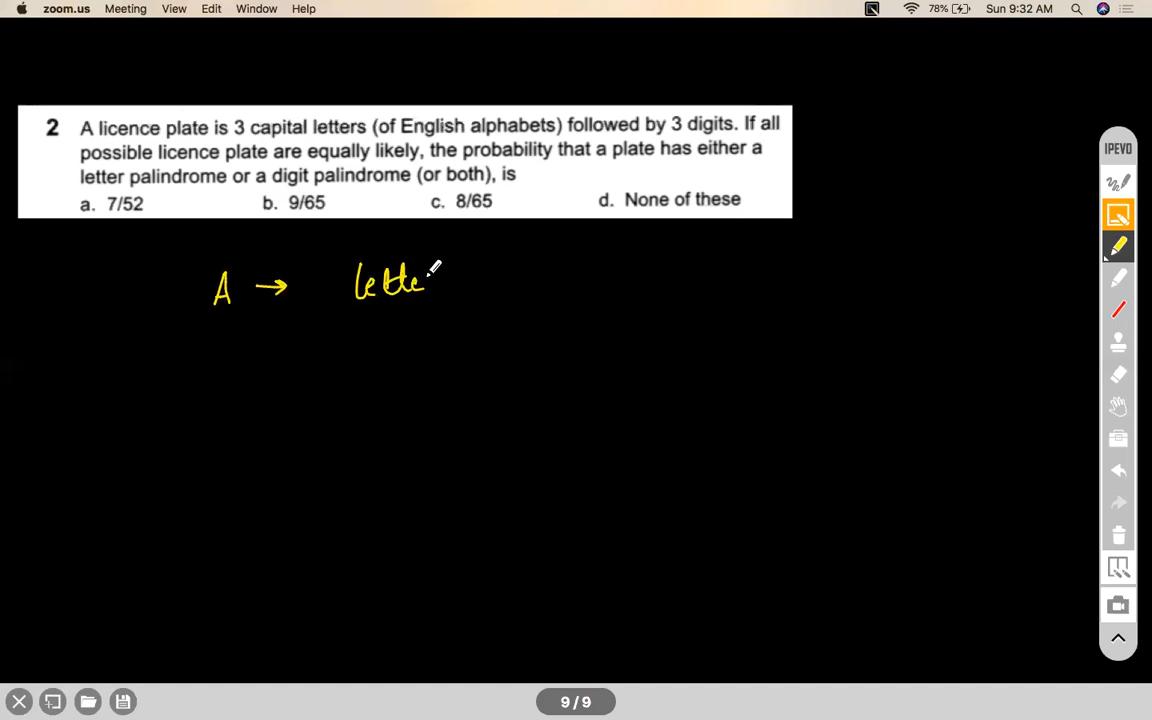 zoom.us Meeting View Edit Window Help 78% Sun 9:32 AM
2 A licence plate is 3 capital letters (of English alphabets) followed by 3 digits. If all
possible licence plate are equally likely, the probability that a plate has either a
letter palindrome or a digit palindrome (or both), is
a. 7/52 b. 9/65 c. 8/65 d. None of these
IPEVO
A → lette
9 / 9